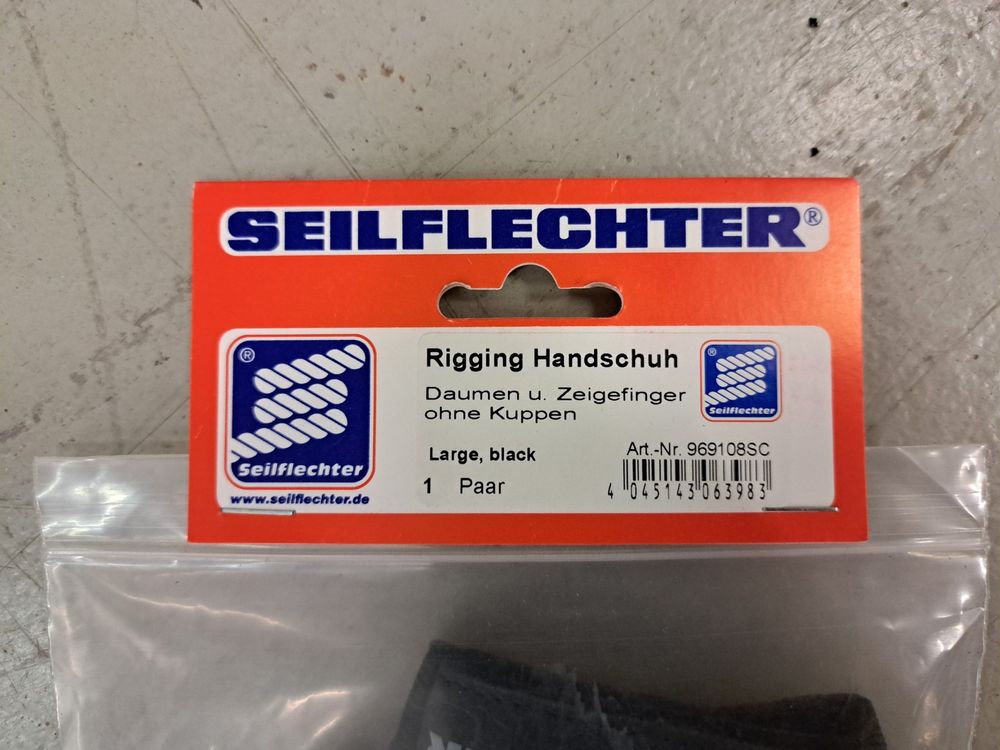 SEILFLECHTER®
®
Seilflechter
www.seilflechter.de
Rigging Handschuh
Daumen u. Zeigefinger
ohne Kuppen
Large, black
1 Paar
®
Seilflechter
Art.-Nr. 969108SC
4 045143 063983